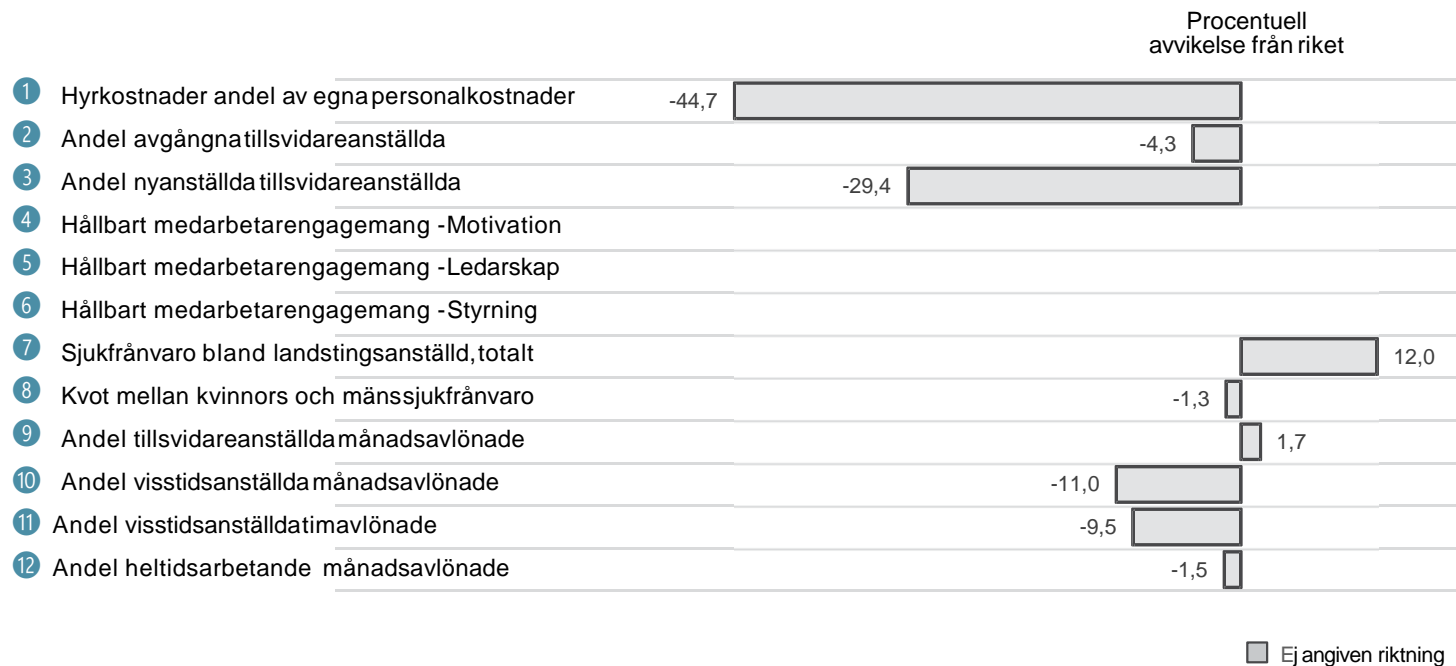 Procentuell
avvikelse från riket
1 Hyrkostnader andel av egna personalkostnader -44,7
2 Andel avgångna tillsvidareanställda -4,3
3 Andel nyanställda tillsvidareanställda -29,4
4 Hållbart medarbetarengagemang -Motivation
5 Hållbart medarbetarengagemang -Ledarskap
6 Hållbart medarbetarengagemang -Styrning
7 Sjukfrånvaro bland landstingsanställd, totalt 12,0
8 Kvot mellan kvinnors och mäns sjukfrånvaro -1,3
9 Andel tillsvidareanställda månadsavlönade 1,7
10 Andel visstidsanställda månadsavlönade -11,0
11 Andel visstidsanställda timavlönade -9,5
12 Andel heltidsarbetande månadsavlönade -1,5
Ej angiven riktning